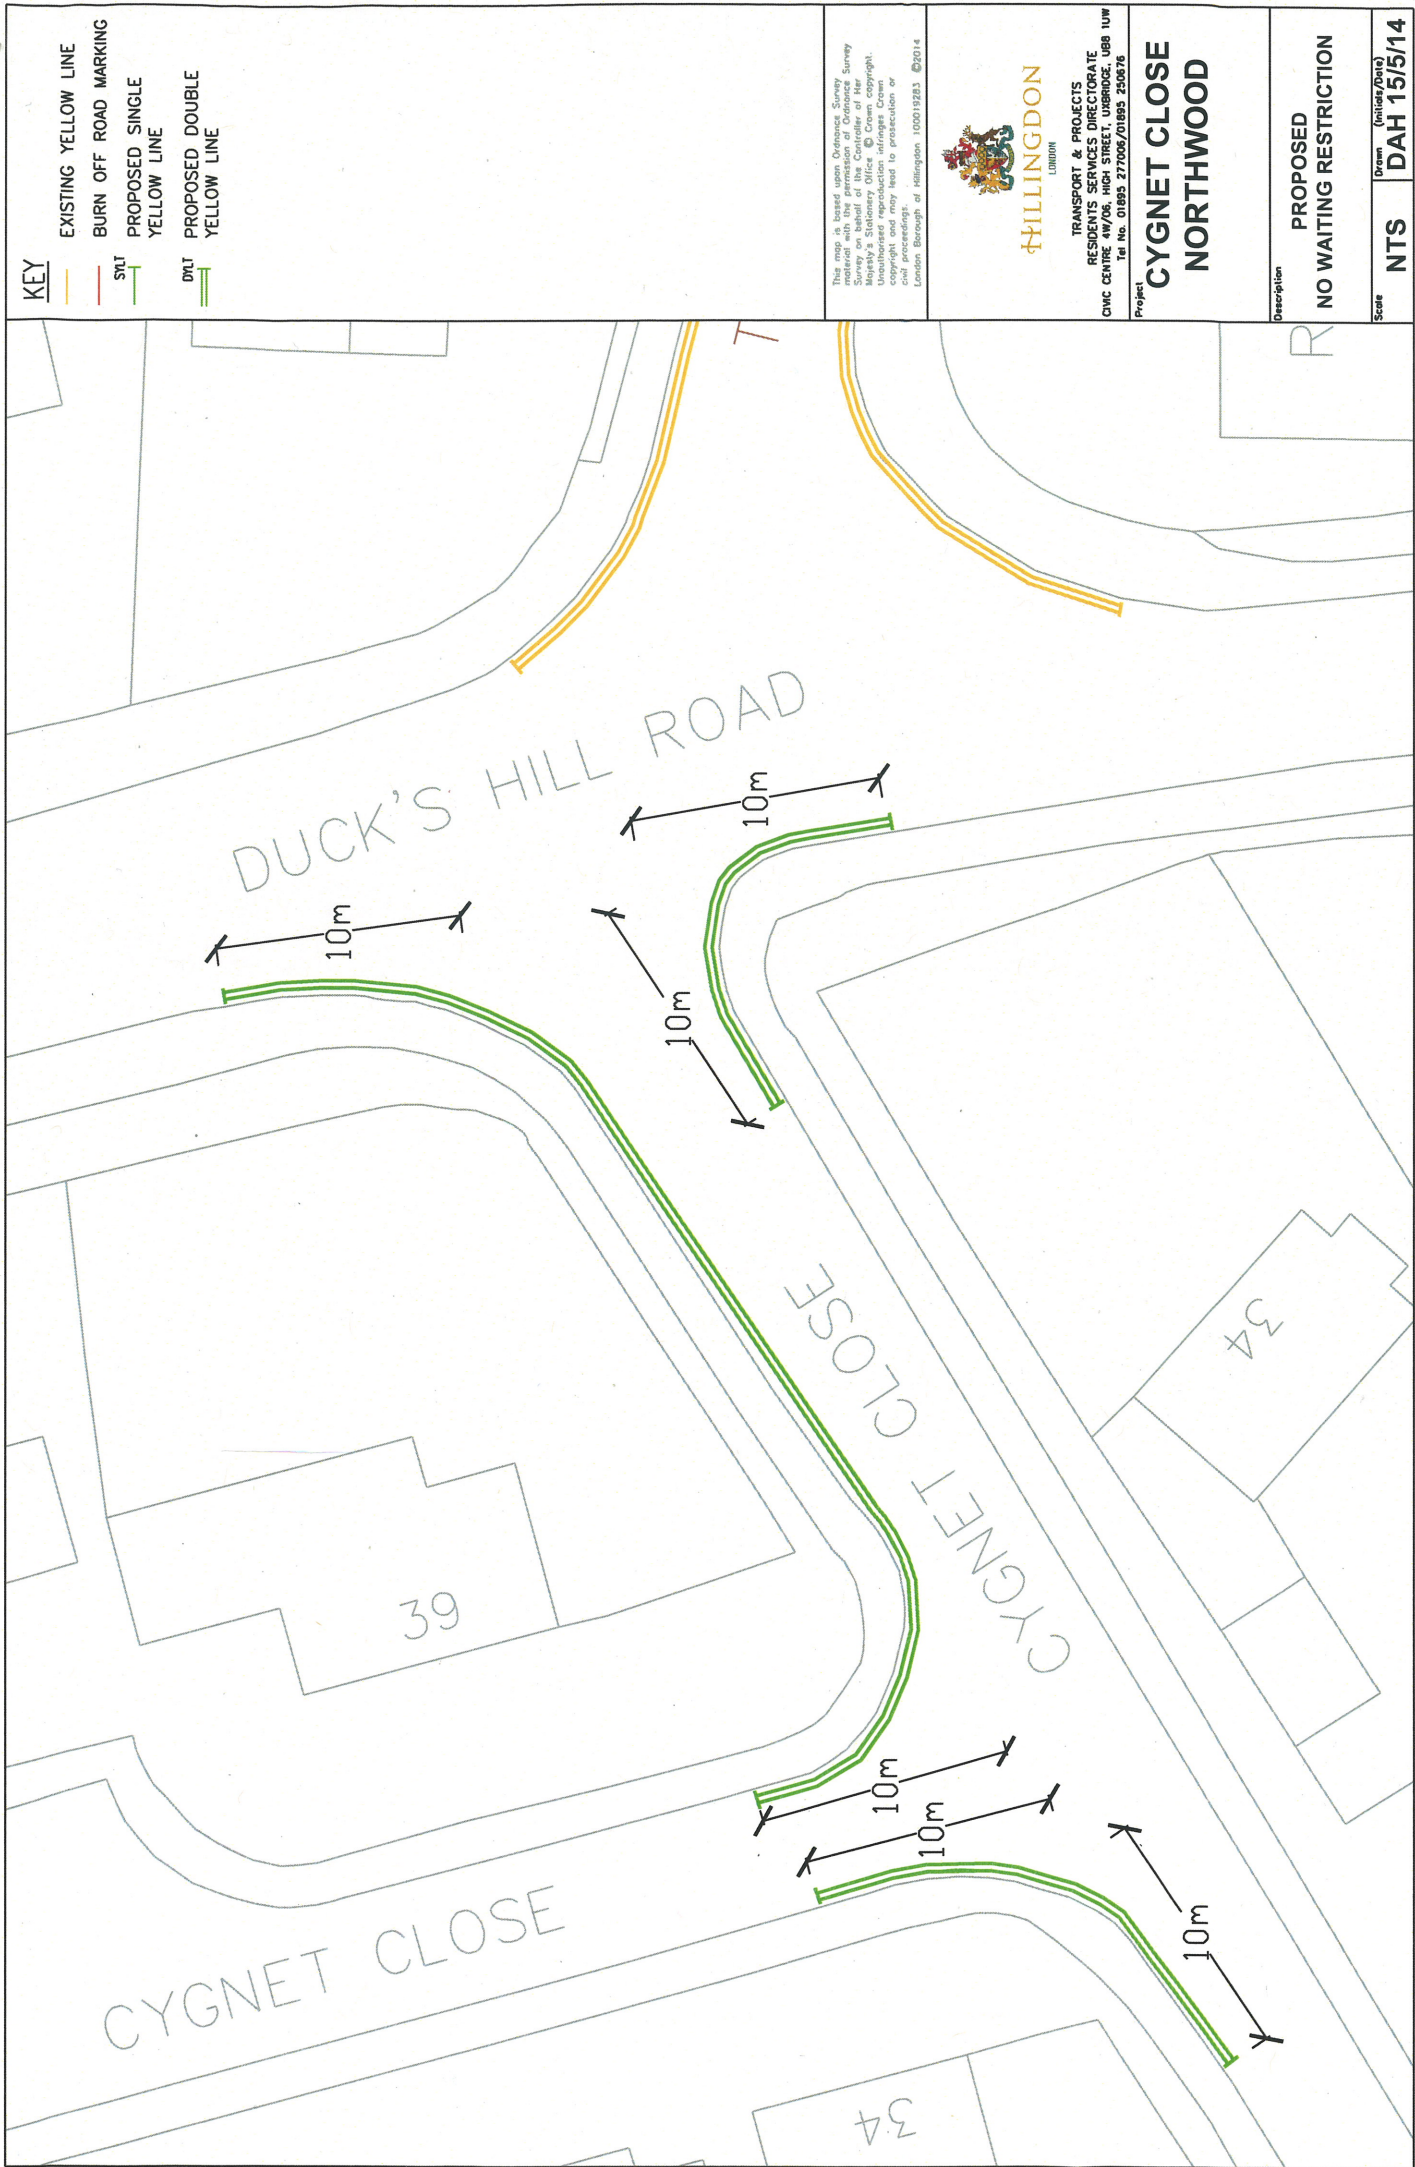 KEY
EXISTING YELLOW LINE
BURN OFF ROAD MARKING
SYLT
PROPOSED SINGLE
YELLOW LINE
DYLT
PROPOSED DOUBLE
YELLOW LINE
This map is based upon Ordnance Survey
material with the permission of Ordnance Survey
Survey on behalf of the Controller of Her
Majesty's Stationery Office © Crown copyright.
Unauthorised reproduction infringes Crown
copyright and may lead to prosecution or
civil proceedings.
London Borough of Hillingdon 100019283 ©2014
HILLINGDON
LONDON
TRANSPORT & PROJECTS
RESIDENTS SERVICES DIRECTORATE
CIVIC CENTRE 4W/06, HIGH STREET, UXBRIDGE, UB8 1UW
Tel No. 01895 277006/01895 250676
Project
CYGNET CLOSE
NORTHWOOD
Description
PROPOSED
NO WAITING RESTRICTION
Scale
NTS
Drawn (Initials/Date)
DAH 15/5/14
DUCK'S HILL ROAD
10m
10m
10m
CYGNET CLOSE
39
34
10m
10m
10m
CYGNET CLOSE
34
T
R